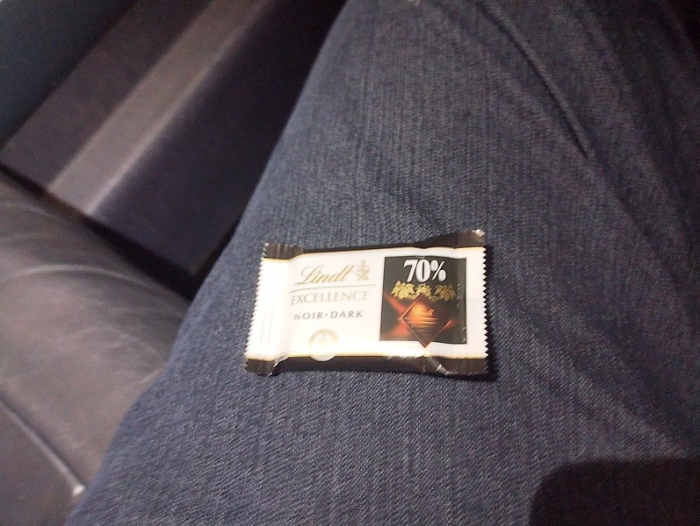 Lindt
EXCELLENCE
NOIR·DARK
70%